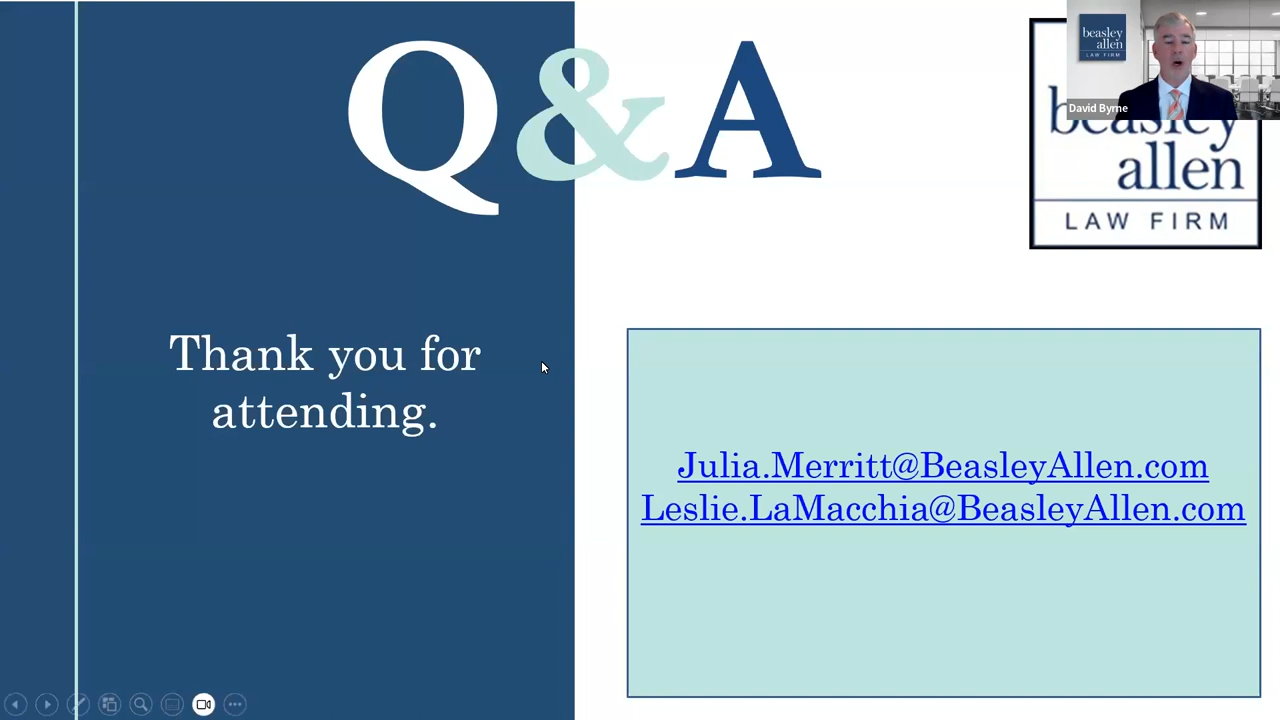 Q&A
beasley
allen
LAW FIRM
David Byrne
beasley
allen
LAW FIRM
Thank you for
attending.
Julia.Merritt@BeasleyAllen.com
Leslie.LaMacchia@BeasleyAllen.com